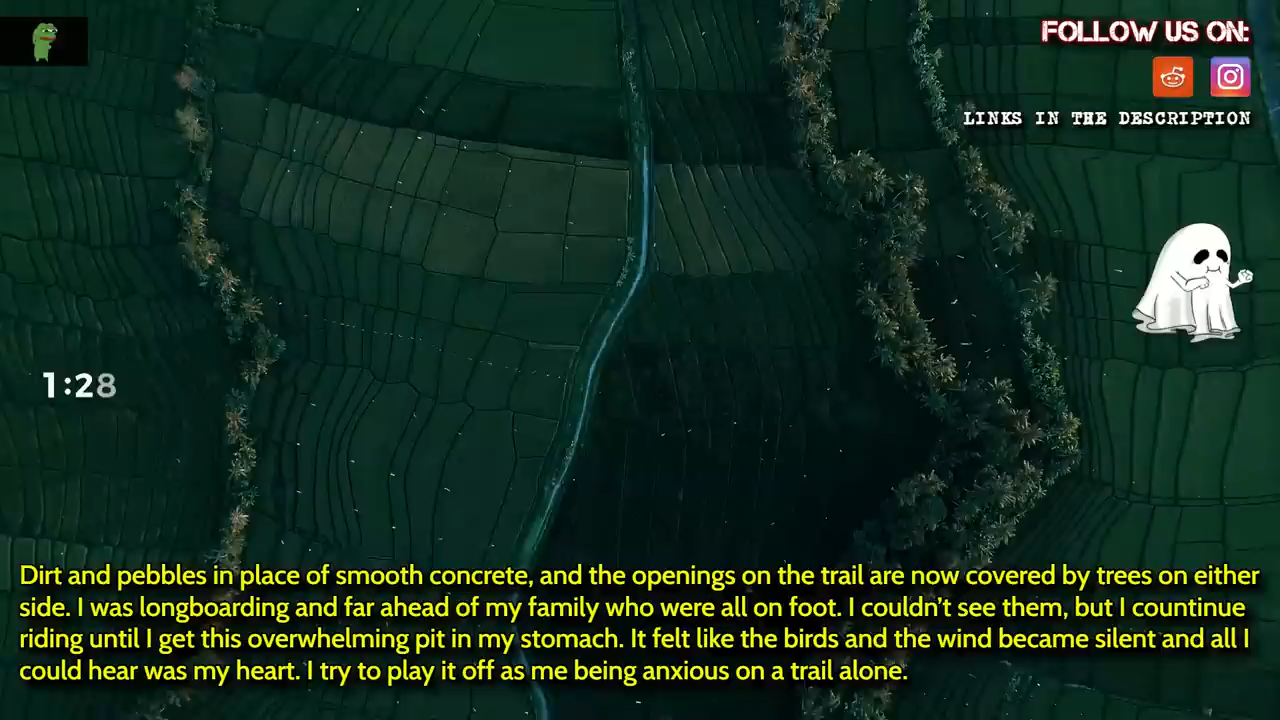 FOLLOW US ON:
LINKS IN THE DESCRIPTION
1:28
Dirt and pebbles in place of smooth concrete, and the openings on the trail are now covered by trees on either
side. I was longboarding and far ahead of my family who were all on foot. I couldn't see them, but I countinue
riding until I get this overwhelming pit in my stomach. It felt like the birds and the wind became silent and all I
could hear was my heart. I try to play it off as me being anxious on a trail alone.